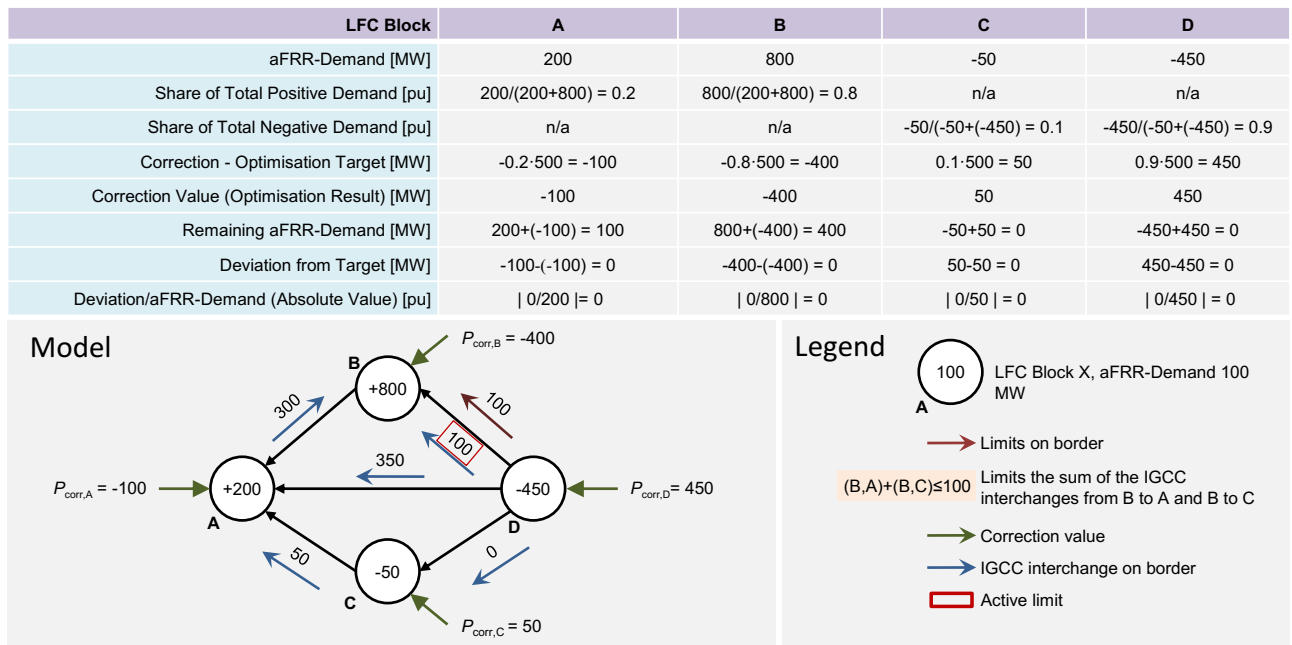 LFC Block A B C D
aFRR-Demand [MW] 200 800 -50 -450
Share of Total Positive Demand [pu] 200/(200+800) = 0.2 800/(200+800) = 0.8 n/a n/a
Share of Total Negative Demand [pu] n/a n/a -50/(-50+(-450) = 0.1 -450/(-50+(-450) = 0.9
Correction - Optimisation Target [MW] -0.2·500 = -100 -0.8·500 = -400 0.1·500 = 50 0.9·500 = 450
Correction Value (Optimisation Result) [MW] -100 -400 50 450
Remaining aFRR-Demand [MW] 200+(-100) = 100 800+(-400) = 400 -50+50 = 0 -450+450 = 0
Deviation from Target [MW] -100-(-100) = 0 -400-(-400) = 0 50-50 = 0 450-450 = 0
Deviation/aFRR-Demand (Absolute Value) [pu] | 0/200 |= 0 | 0/800 | = 0 | 0/50 | = 0 | 0/450 | = 0
Model
Pcorr,B = -400
B
+800
300
100
100
350
Pcorr,A = -100
+200
A
-450
D
Pcorr,D = 450
50
0
-50
C
Pcorr,C = 50
Legend
100
A
LFC Block X, aFRR-Demand 100
MW
Limits on border
(B,A)+(B,C)≤100
Limits the sum of the IGCC
interchanges from B to A and B to C
Correction value
IGCC interchange on border
Active limit